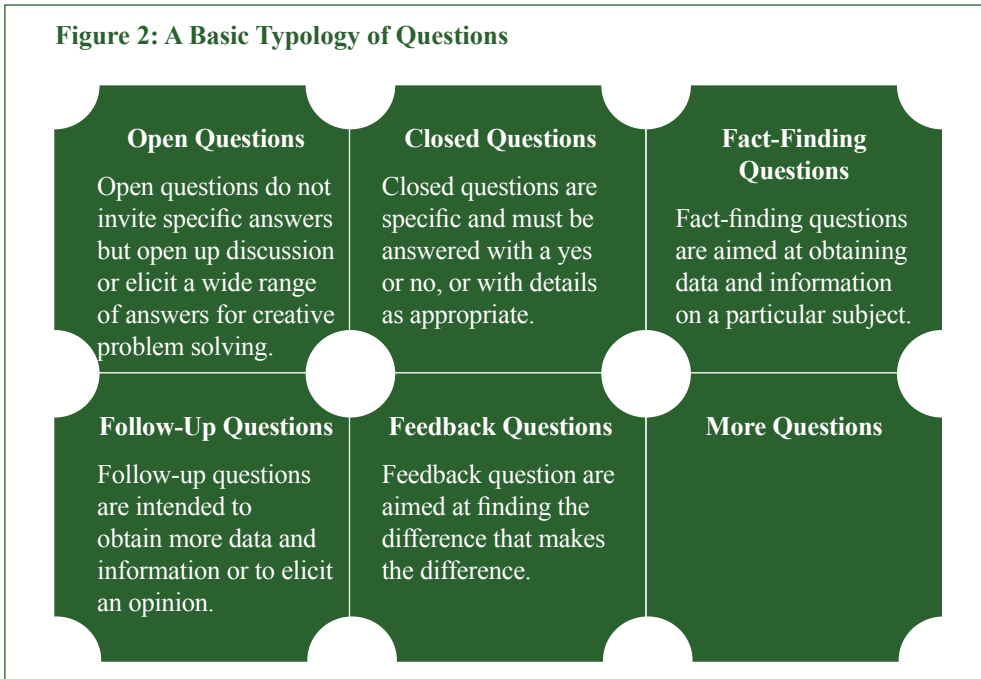 Figure 2: A Basic Typology of Questions
Open Questions
Open questions do not
invite specific answers
but open up discussion
or elicit a wide range
of answers for creative
problem solving.
Closed Questions
Closed questions are
specific and must be
answered with a yes
or no, or with details
as appropriate.
Fact-Finding
Questions
Fact-finding questions
are aimed at obtaining
data and information
on a particular subject.
Follow-Up Questions
Follow-up questions
are intended to
obtain more data and
information or to elicit
an opinion.
Feedback Questions
Feedback question are
aimed at finding the
difference that makes
the difference.
More Questions